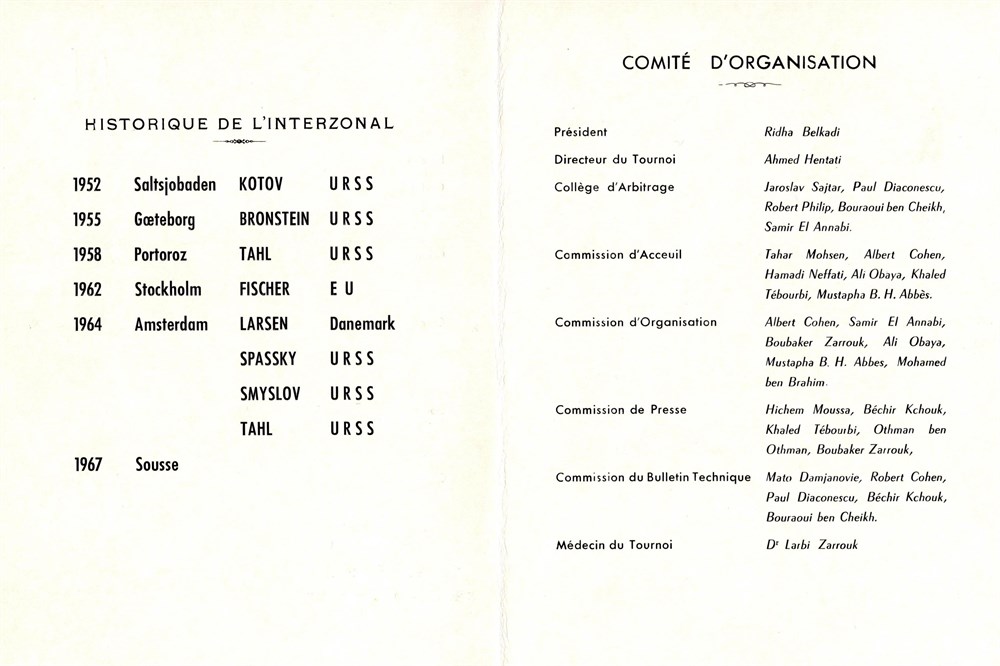 HISTORIQUE DE L'INTERZONAL
1952 Saltsjobaden KOTOV URSS
1955 Gœteborg BRONSTEIN URSS
1958 Portoroz TAHL URSS
1962 Stockholm FISCHER EU
1964 Amsterdam LARSEN Danemark
SPASSKY URSS
SMYSLOV URSS
TAHL URSS
1967 Sousse
COMITÉ D'ORGANISATION
Président Ridha Belkadi
Directeur du Tournoi Ahmed Hentati
Collège d'Arbitrage Jaroslav Sajtar, Paul Diaconescu,
Robert Philip, Bouraoui ben Cheikh,
Samir El Annabi.
Commission d'Acceuil Tahar Mohsen, Albert Cohen,
Hamadi Neffati, Ali Obaya, Khaled
Tébourbi, Mustapha B. H. Abbès.
Commission d'Organisation Albert Cohen, Samir El Annabi,
Boubaker Zarrouk, Ali Obaya,
Mustapha B. H. Abbes, Mohamed
ben Brahim.
Commission de Presse Hichem Moussa, Béchir Kchouk,
Khaled Tébourbi, Othman ben
Othman, Boubaker Zarrouk,
Commission du Bulletin Technique Mato Damjanovie, Robert Cohen,
Paul Diaconescu, Béchir Kchouk,
Bouraoui ben Cheikh.
Médecin du Tournoi Dr Larbi Zarrouk